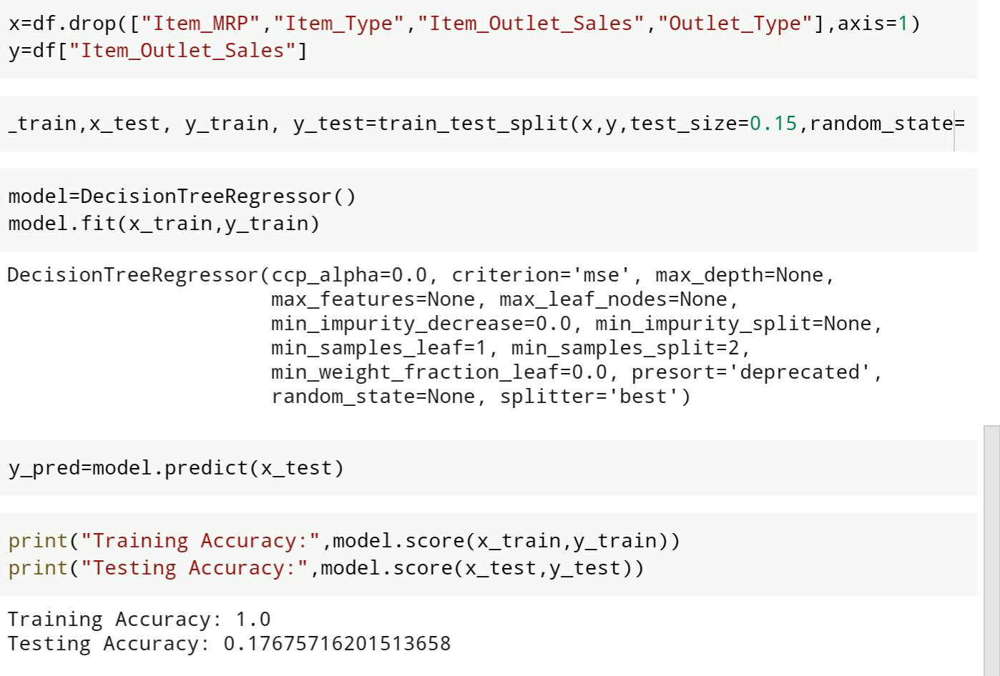 x=df.drop(["Item_MRP","Item_Type","Item_Outlet_Sales","Outlet_Type"],axis=1)
y=df["Item_Outlet_Sales"]
_train,x_test, y_train, y_test=train_test_split(x,y,test_size=0.15,random_state=
model=DecisionTreeRegressor()
model.fit(x_train,y_train)
DecisionTreeRegressor(ccp_alpha=0.0, criterion='mse', max_depth=None,
max_features=None, max_leaf_nodes=None,
min_impurity_decrease=0.0, min_impurity_split=None,
min_samples_leaf=1, min_samples_split=2,
min_weight_fraction_leaf=0.0, presort='deprecated',
random_state=None, splitter='best')
y_pred=model.predict(x_test)
print("Training Accuracy:",model.score(x_train,y_train))
print("Testing Accuracy:",model.score(x_test,y_test))
Training Accuracy: 1.0
Testing Accuracy: 0.17675716201513658